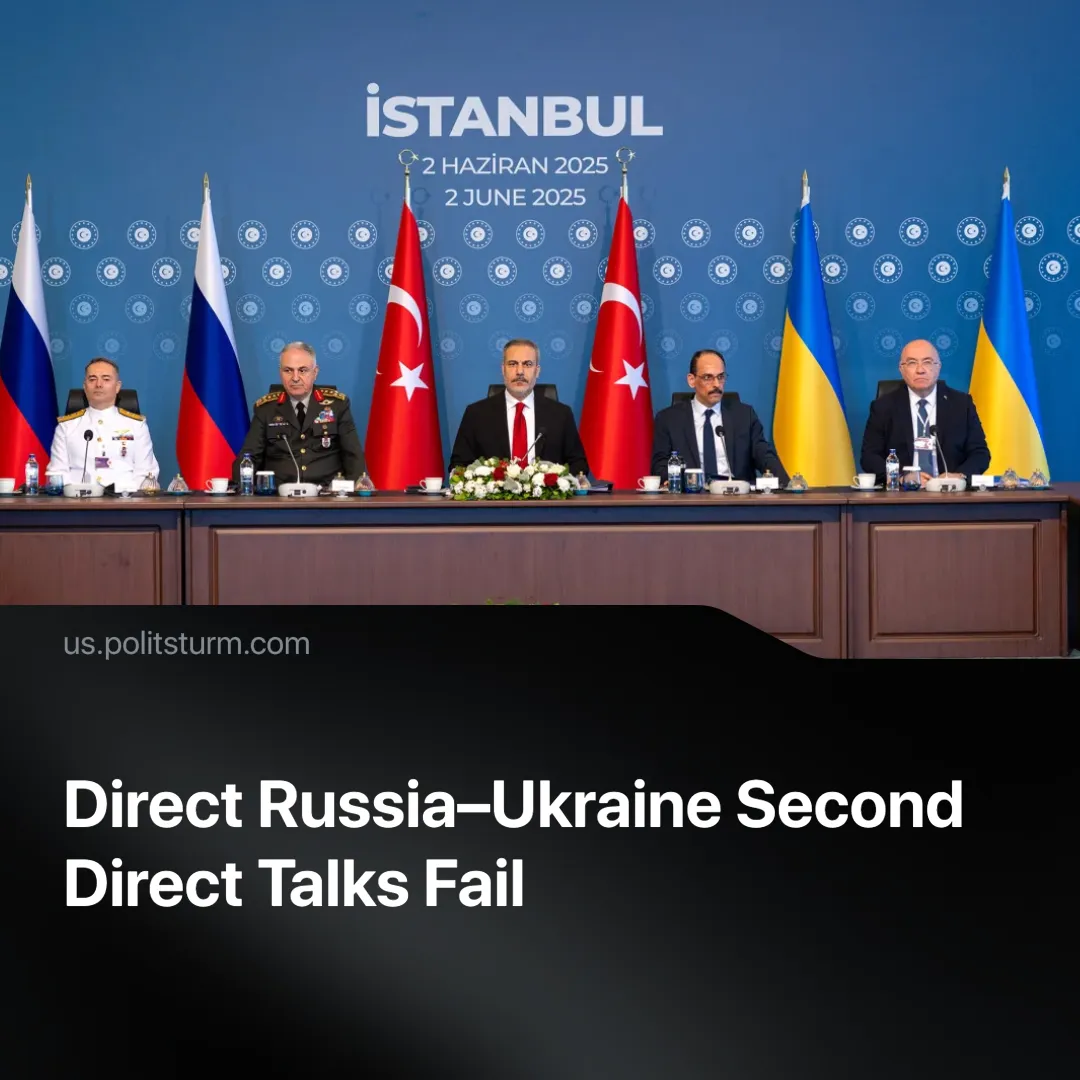 İSTANBUL
2 HAZİRAN 2025
2 JUNE 2025
us.politsturm.com
Direct Russia–Ukraine Second
Direct Talks Fail